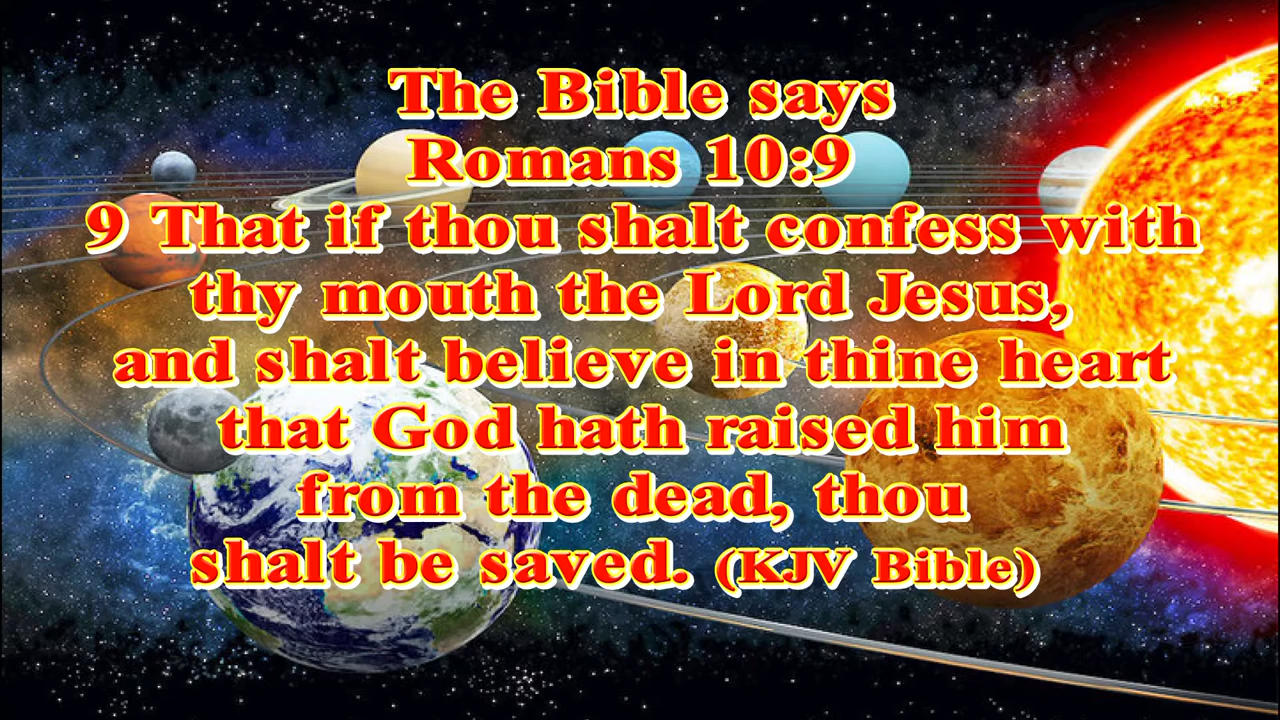 The Bible says
Romans 10:9
9 That if thou shalt confess with
thy mouth the Lord Jesus,
and shalt believe in thine heart
that God hath raised him
from the dead, thou
shalt be saved. (KJV Bible)